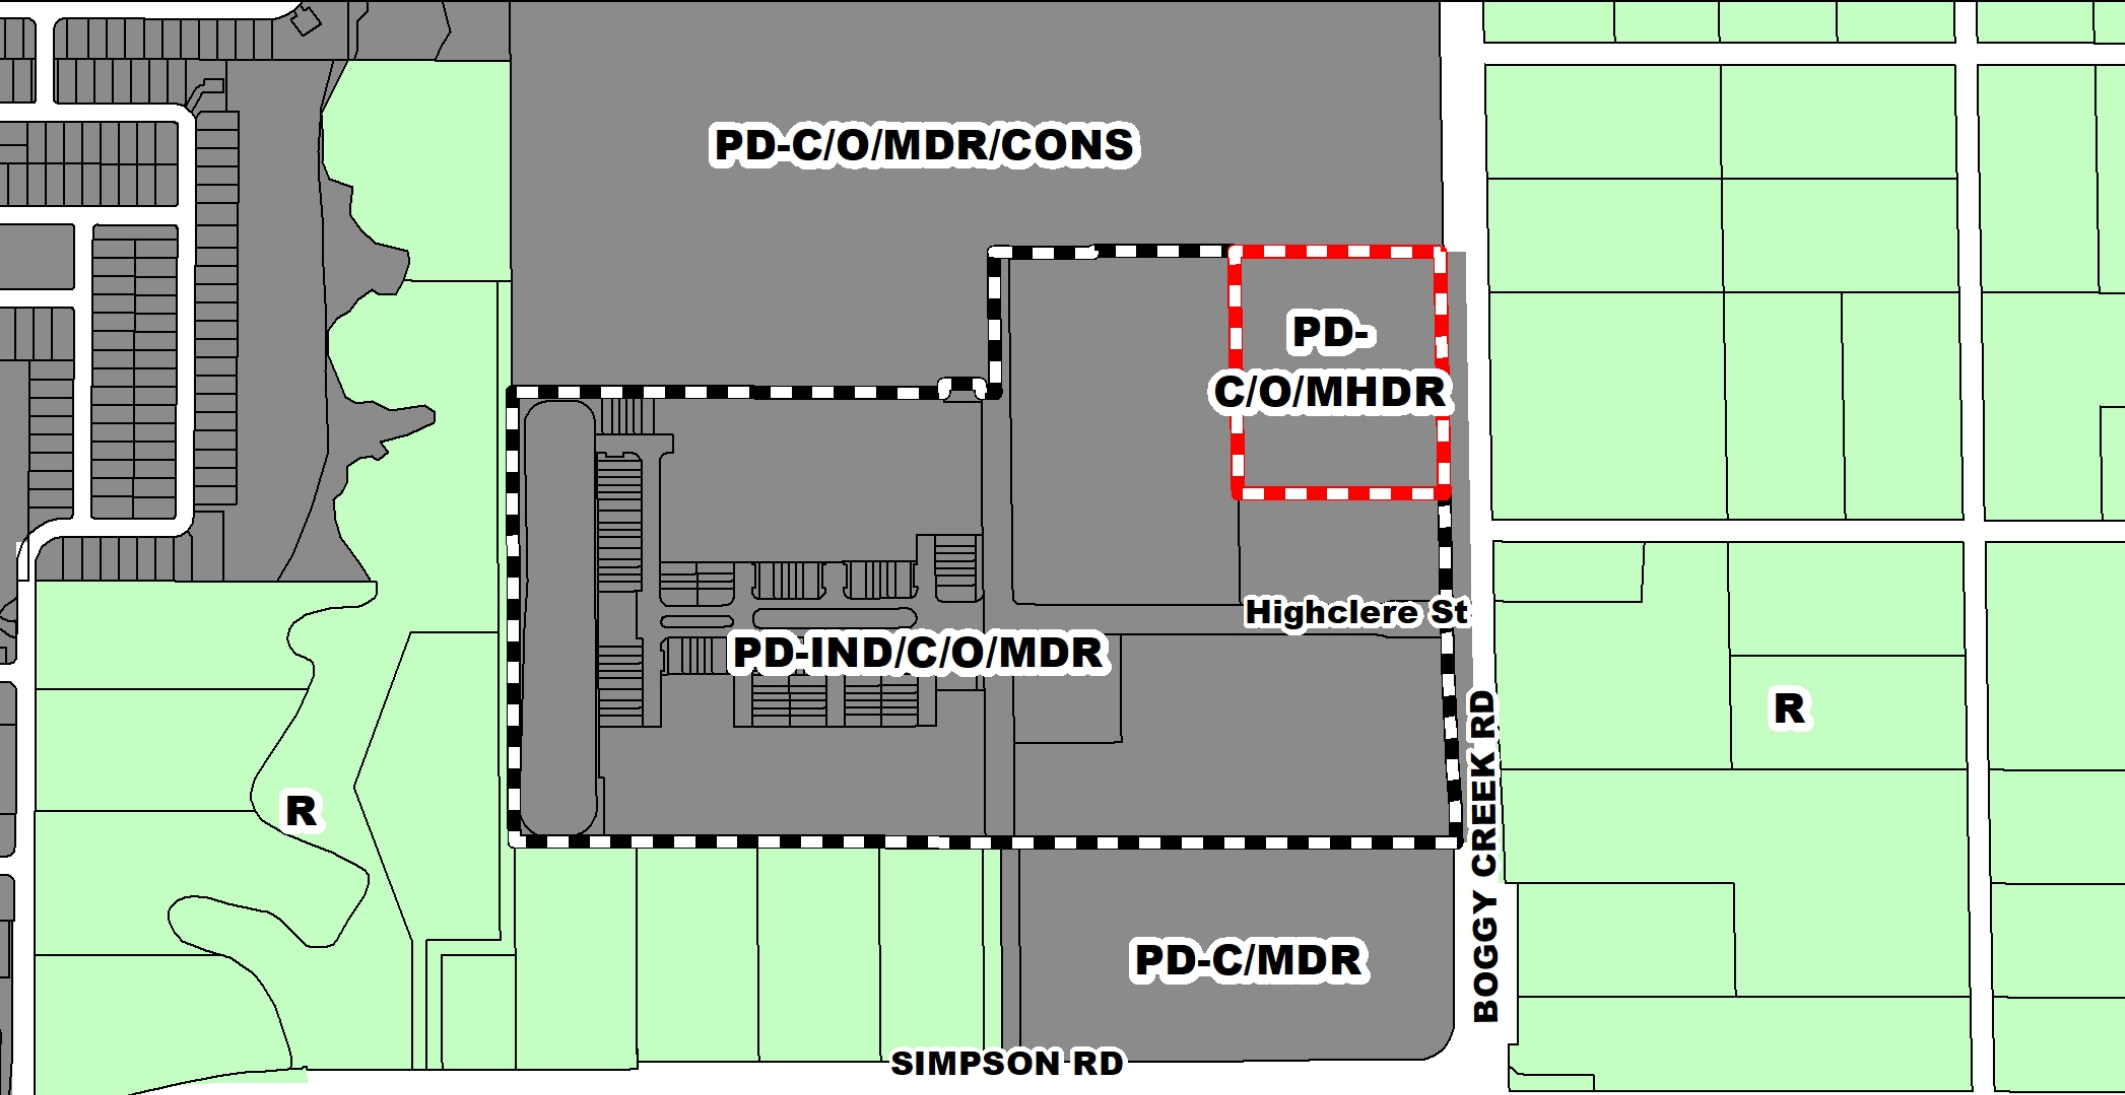 PD-C/O/MDR/CONS
PD-
C/O/MHDR
Highclere St
PD-IND/C/O/MDR
BOGGY CREEK RD
R
R
PD-C/MDR
SIMPSON RD